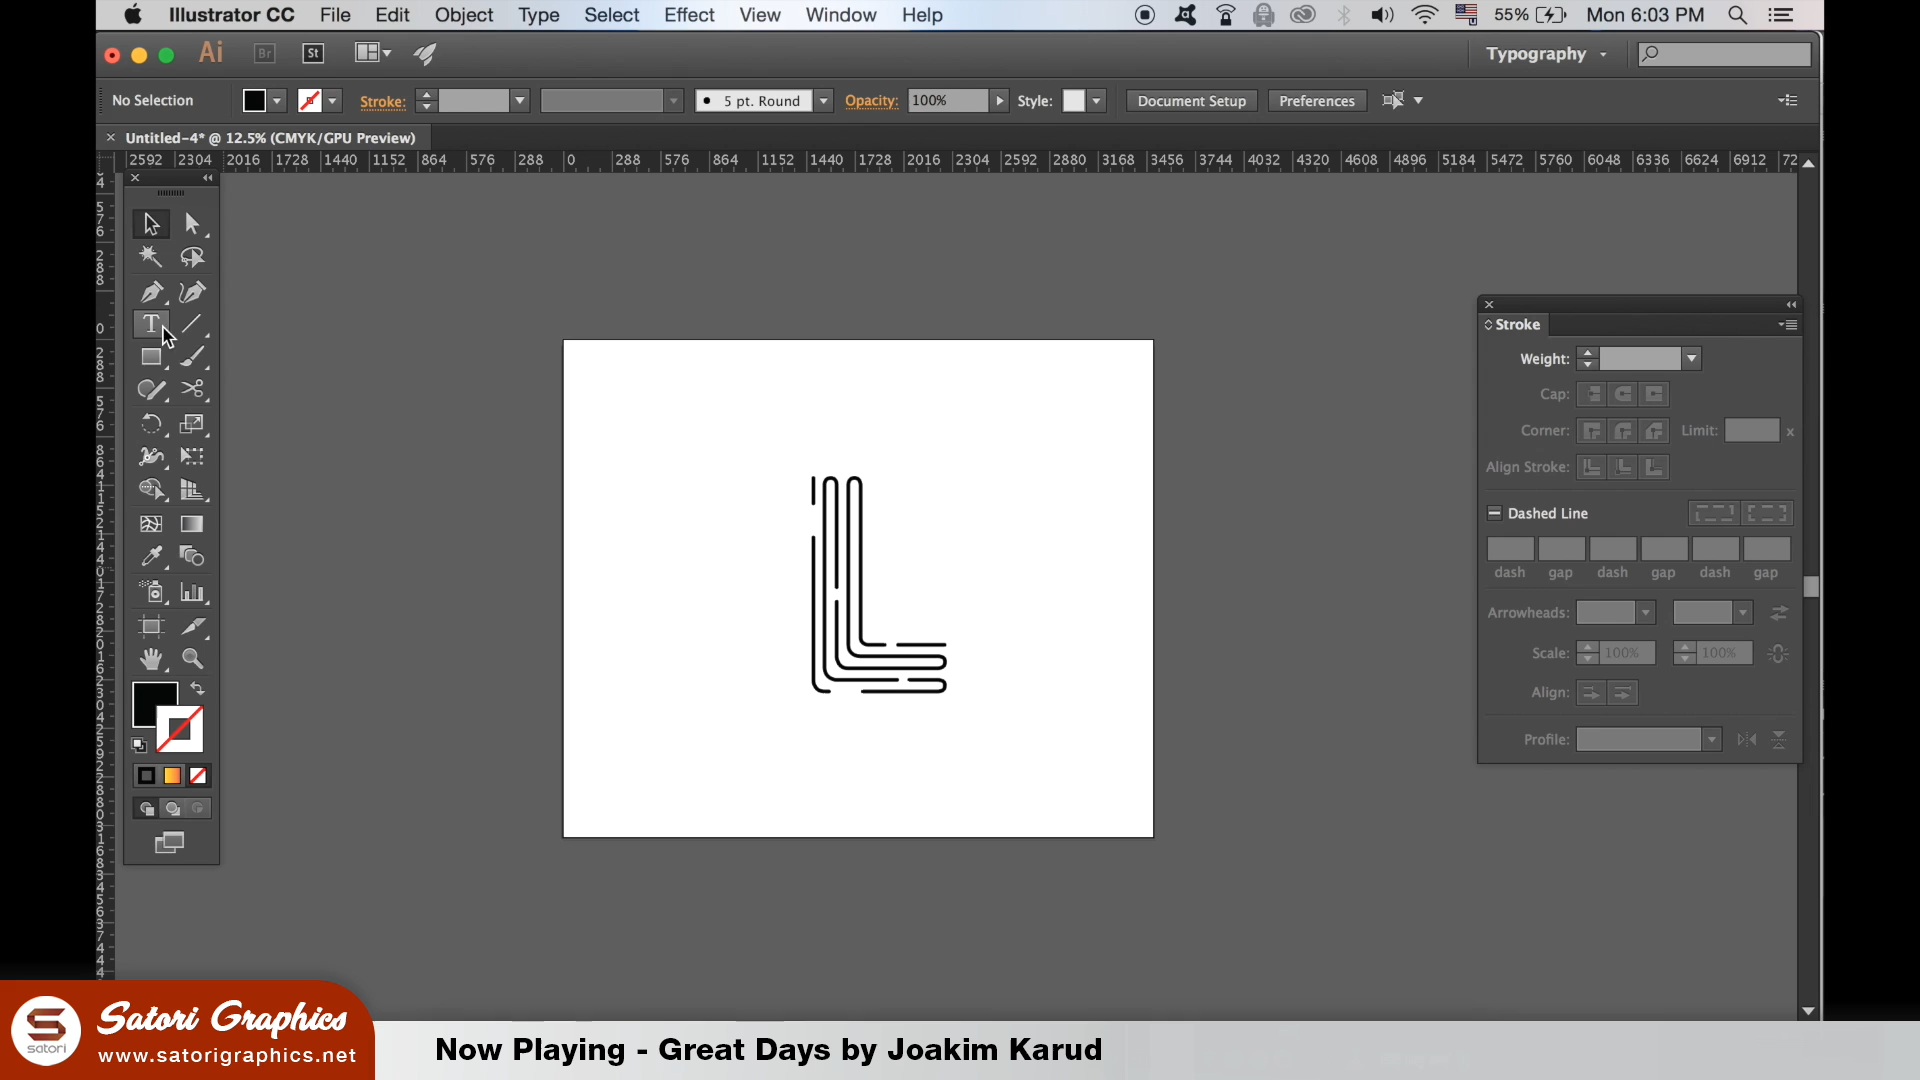 Illustrator CC File Edit Object Type Select Effect View Window Help 55% Mon 6:03 PM
Ai Br St Typography
No Selection Stroke: 5 pt. Round Opacity: 100% Style: Document Setup Preferences
Untitled-4* @ 12.5% (CMYK/GPU Preview)
2592 2304 2016 1728 1440 1152 864 576 288 0 288 576 864 1152 1440 1728 2016 2304 2592 2880 3168 3456 3744 4032 4320 4608 4896 5184 5472 5760 6048 6336 6624 6912 72
Stroke
Weight:
Cap:
Corner: Limit: x
Align Stroke:
Dashed Line
dash gap dash gap dash gap
Arrowheads:
Scale: 100% 100%
Align:
Profile:
Satori Graphics
satori
www.satorigraphics.net
Now Playing - Great Days by Joakim Karud